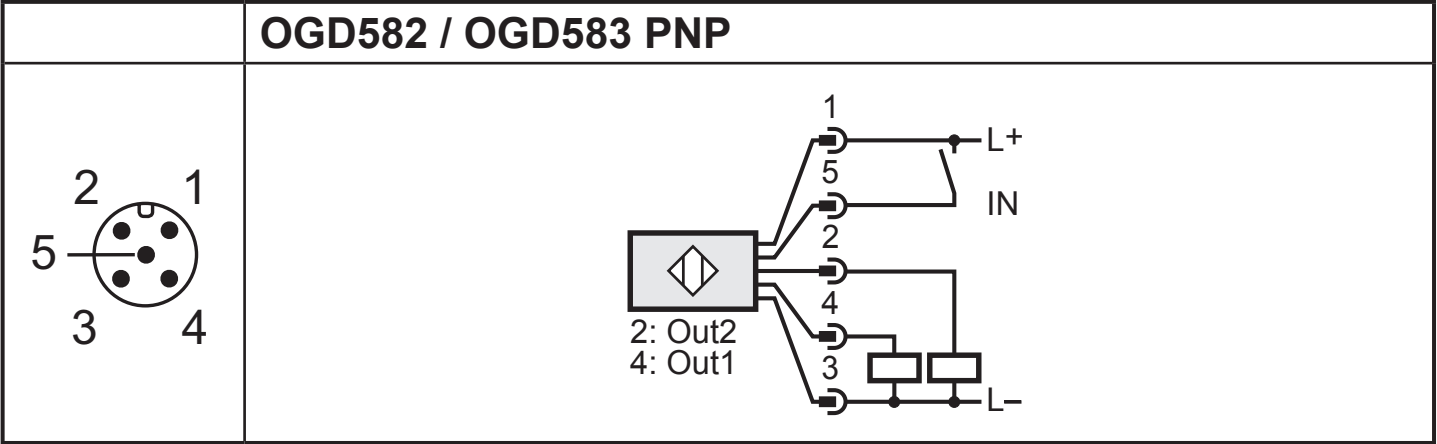 OGD582 / OGD583 PNP
2 1
5
3 4
1
L+
5
IN
2
4
2: Out2
4: Out1
3
L–